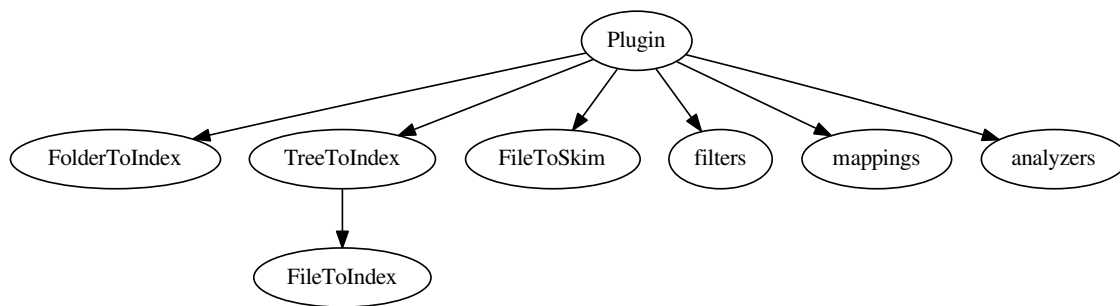 Plugin
FolderToIndex
TreeToIndex
FileToSkim
filters
mappings
analyzers
FileToIndex